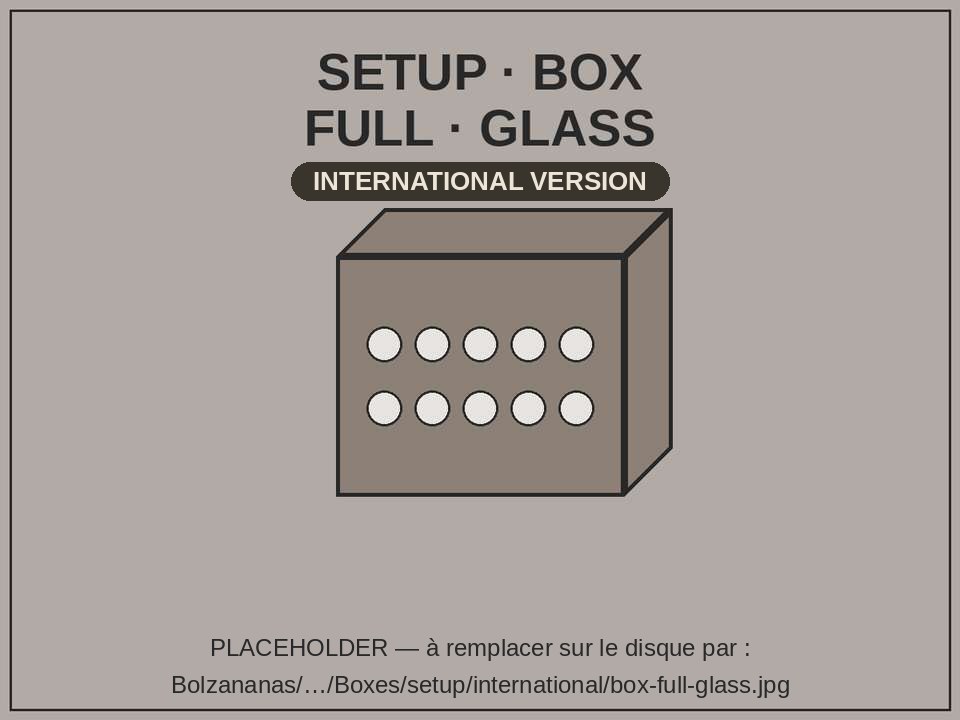 SETUP · BOX
FULL · GLASS
INTERNATIONAL VERSION
PLACEHOLDER — à remplacer sur le disque par :
Bolzananas/…/Boxes/setup/international/box-full-glass.jpg